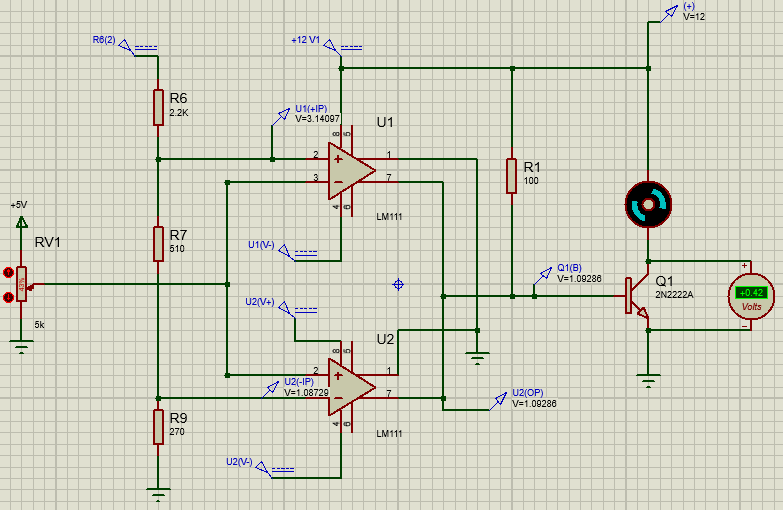 (+)
V=12
R6(2)
+12 V1
R6
2.2K
U1(+IP)
V=3.14097
U1
8
5
2
+
1
3
−
7
4
6
LM111
R1
100
+5V
RV1
43%
5k
R7
510
U1(V-)
Q1(B)
V=1.09286
Q1
2N2222A
+
+0.42
Volts
−
U2(V+)
U2
8
5
2
+
1
U2(-IP)
V=1.08729
−
7
4
6
LM111
U2(OP)
V=1.09286
R9
270
U2(V-)